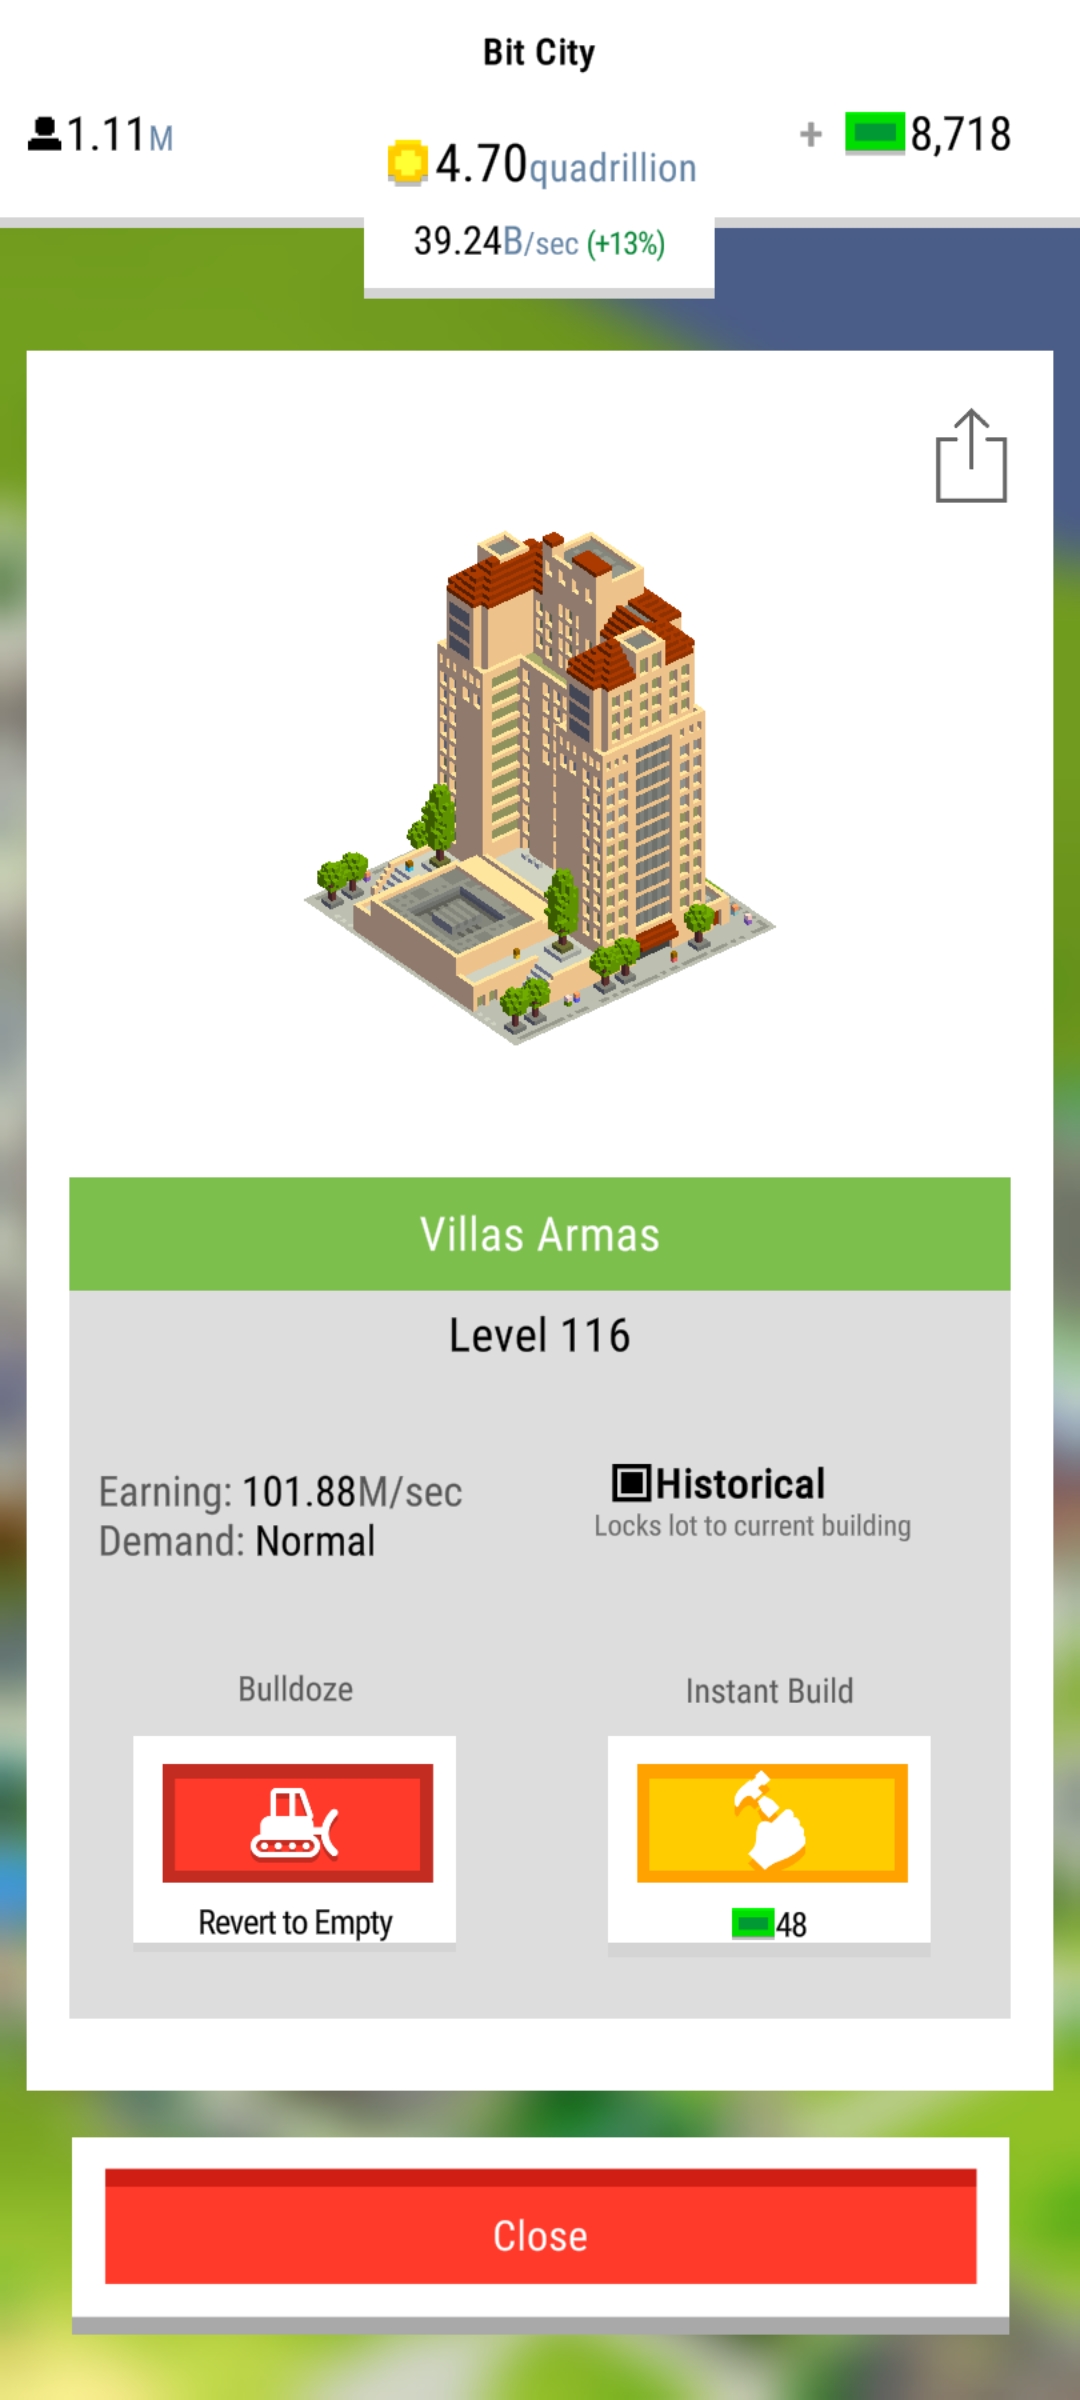 Bit City
1.11M
4.70quadrillion
+ 8,718
39.24B/sec (+13%)
Villas Armas
Level 116
Earning: 101.88M/sec
Demand: Normal
Historical
Locks lot to current building
Bulldoze
Instant Build
Revert to Empty
48
Close